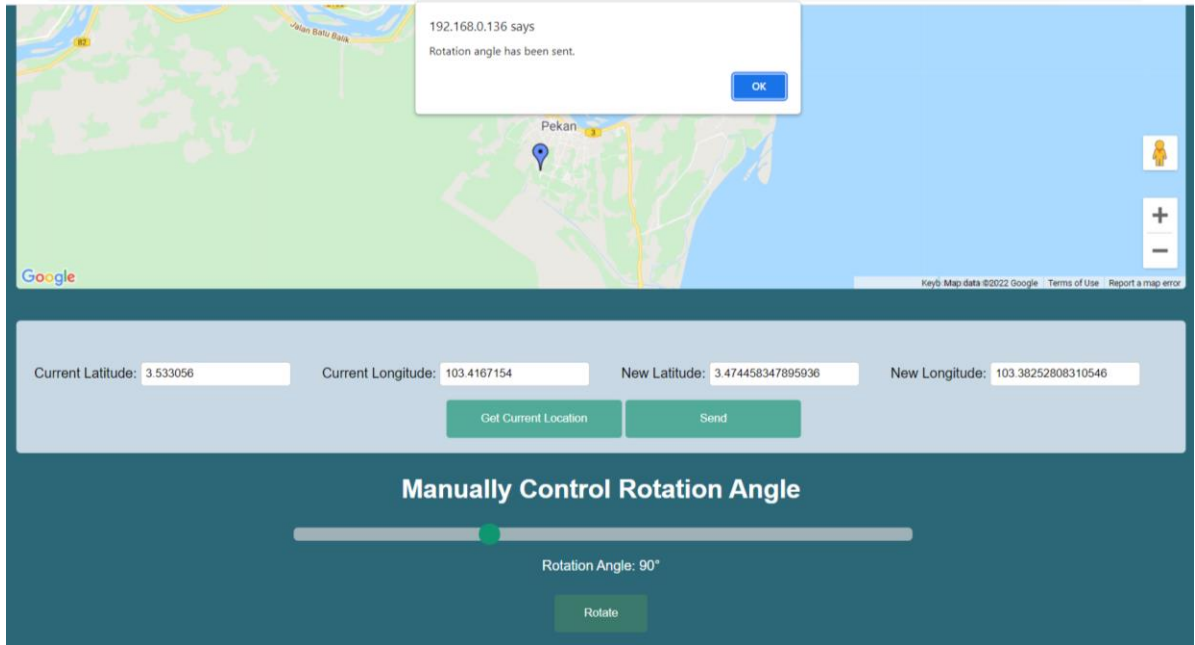 192.168.0.136 says
Rotation angle has been sent.
OK
Jalan Batu Balik
82
Pekan
3
Google
Keyb Map data ©2022 Google Terms of Use Report a map error
Current Latitude: 3.533056 Current Longitude: 103.4167154 New Latitude: 3.474458347895936 New Longitude: 103.38252808310546
Get Current Location Send
Manually Control Rotation Angle
Rotation Angle: 90°
Rotate